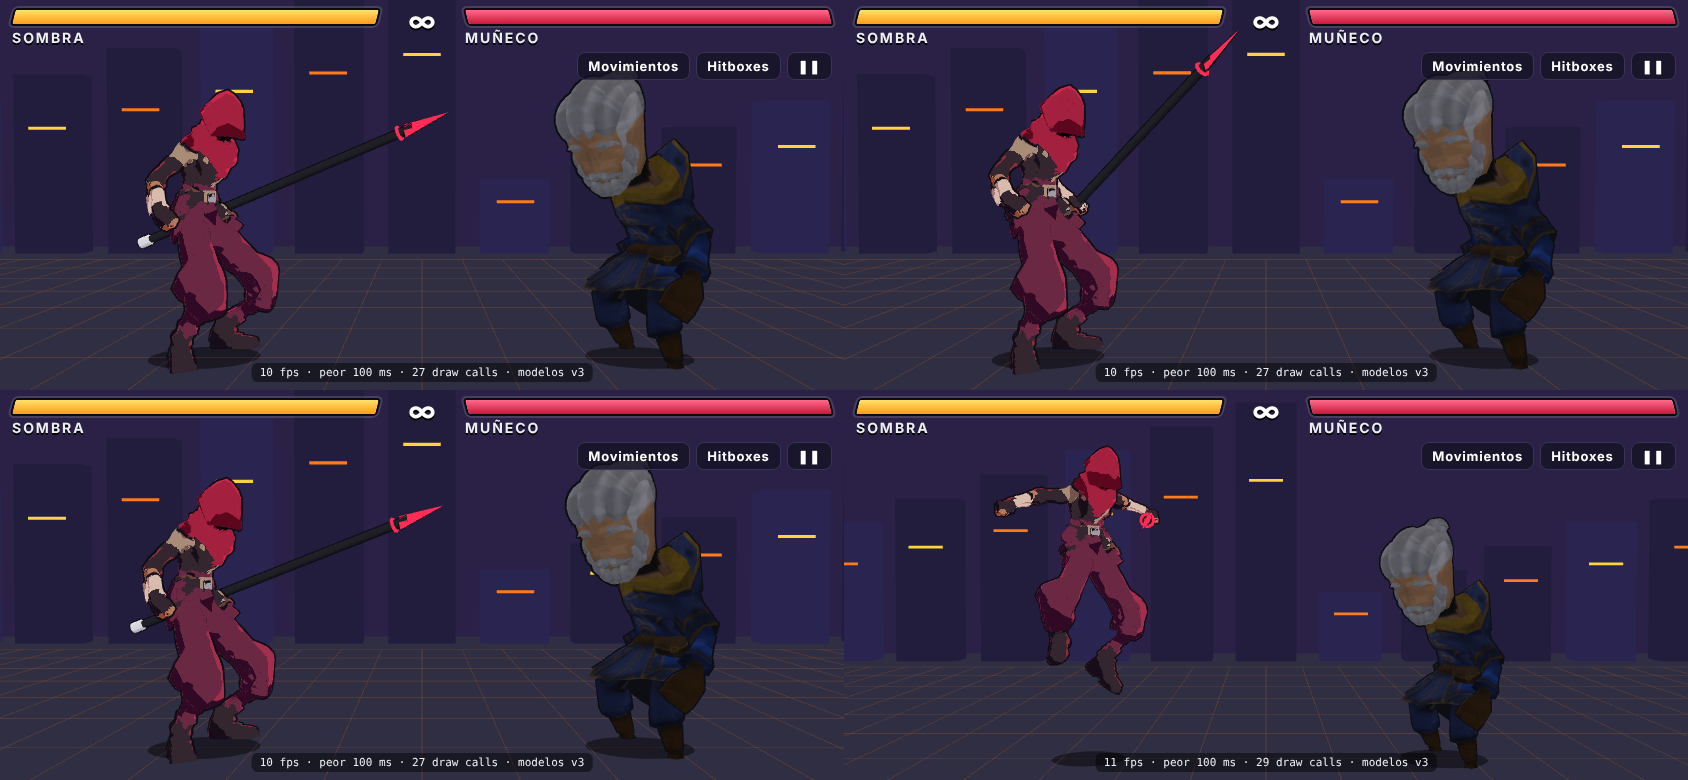 ∞
SOMBRA
MUÑECO
Movimientos Hitboxes
10 fps · peor 100 ms · 27 draw calls · modelos v3
∞
SOMBRA
MUÑECO
Movimientos Hitboxes
10 fps · peor 100 ms · 27 draw calls · modelos v3
∞
SOMBRA
MUÑECO
Movimientos Hitboxes
10 fps · peor 100 ms · 27 draw calls · modelos v3
∞
SOMBRA
MUÑECO
Movimientos Hitboxes
11 fps · peor 100 ms · 29 draw calls · modelos v3